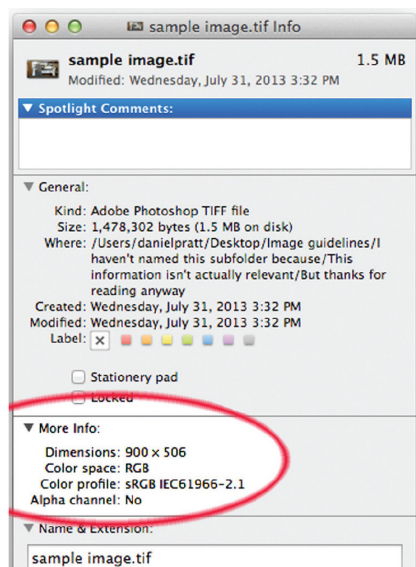 sample image.tif Info
sample image.tif 1.5 MB
Modified: Wednesday, July 31, 2013 3:32 PM
Spotlight Comments:
General:
Kind: Adobe Photoshop TIFF file
Size: 1,478,302 bytes (1.5 MB on disk)
Where: /Users/danielpratt/Desktop/Image guidelines/I
haven't named this subfolder because/This
information isn't actually relevant/But thanks for
reading anyway
Created: Wednesday, July 31, 2013 3:32 PM
Modified: Wednesday, July 31, 2013 3:32 PM
Label:
Stationery pad
Locked
More Info:
Dimensions: 900 × 506
Color space: RGB
Color profile: sRGB IEC61966-2.1
Alpha channel: No
Name & Extension:
sample image.tif